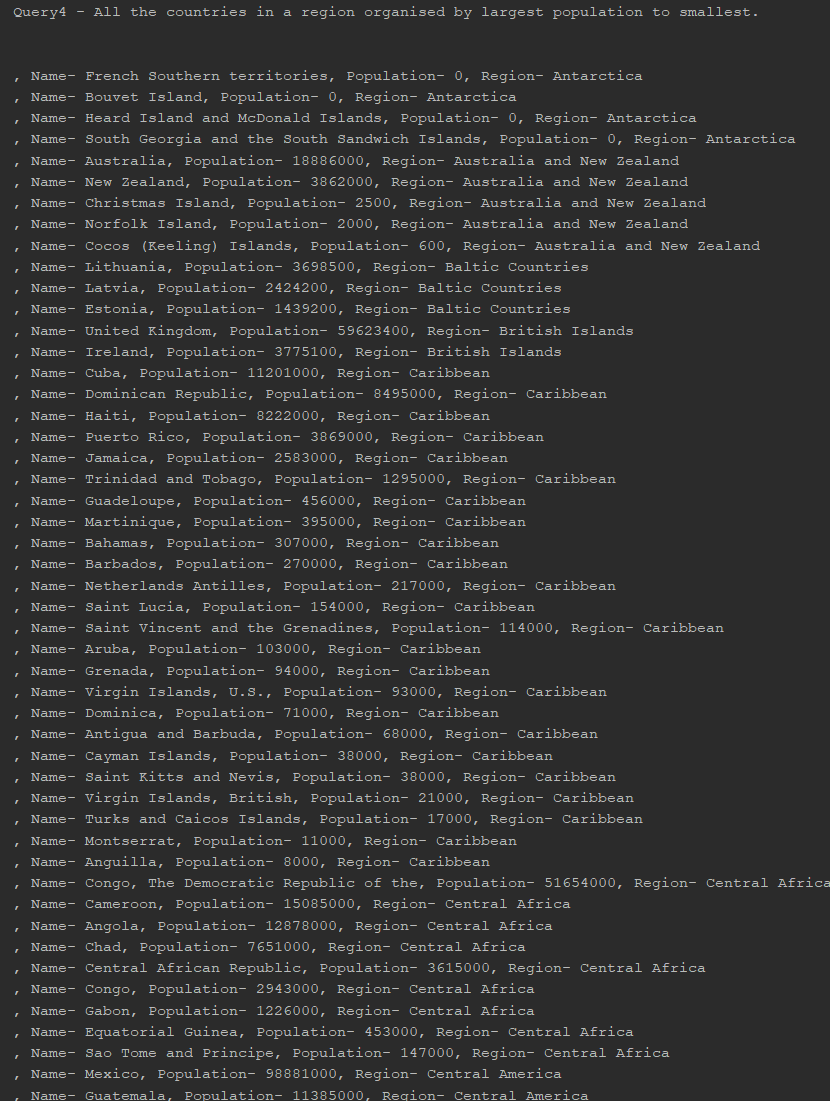 Query4 - All the countries in a region organised by largest population to smallest.
, Name- French Southern territories, Population- 0, Region- Antarctica
, Name- Bouvet Island, Population- 0, Region- Antarctica
, Name- Heard Island and McDonald Islands, Population- 0, Region- Antarctica
, Name- South Georgia and the South Sandwich Islands, Population- 0, Region- Antarctica
, Name- Australia, Population- 18886000, Region- Australia and New Zealand
, Name- New Zealand, Population- 3862000, Region- Australia and New Zealand
, Name- Christmas Island, Population- 2500, Region- Australia and New Zealand
, Name- Norfolk Island, Population- 2000, Region- Australia and New Zealand
, Name- Cocos (Keeling) Islands, Population- 600, Region- Australia and New Zealand
, Name- Lithuania, Population- 3698500, Region- Baltic Countries
, Name- Latvia, Population- 2424200, Region- Baltic Countries
, Name- Estonia, Population- 1439200, Region- Baltic Countries
, Name- United Kingdom, Population- 59623400, Region- British Islands
, Name- Ireland, Population- 3775100, Region- British Islands
, Name- Cuba, Population- 11201000, Region- Caribbean
, Name- Dominican Republic, Population- 8495000, Region- Caribbean
, Name- Haiti, Population- 8222000, Region- Caribbean
, Name- Puerto Rico, Population- 3869000, Region- Caribbean
, Name- Jamaica, Population- 2583000, Region- Caribbean
, Name- Trinidad and Tobago, Population- 1295000, Region- Caribbean
, Name- Guadeloupe, Population- 456000, Region- Caribbean
, Name- Martinique, Population- 395000, Region- Caribbean
, Name- Bahamas, Population- 307000, Region- Caribbean
, Name- Barbados, Population- 270000, Region- Caribbean
, Name- Netherlands Antilles, Population- 217000, Region- Caribbean
, Name- Saint Lucia, Population- 154000, Region- Caribbean
, Name- Saint Vincent and the Grenadines, Population- 114000, Region- Caribbean
, Name- Aruba, Population- 103000, Region- Caribbean
, Name- Grenada, Population- 94000, Region- Caribbean
, Name- Virgin Islands, U.S., Population- 93000, Region- Caribbean
, Name- Dominica, Population- 71000, Region- Caribbean
, Name- Antigua and Barbuda, Population- 68000, Region- Caribbean
, Name- Cayman Islands, Population- 38000, Region- Caribbean
, Name- Saint Kitts and Nevis, Population- 38000, Region- Caribbean
, Name- Virgin Islands, British, Population- 21000, Region- Caribbean
, Name- Turks and Caicos Islands, Population- 17000, Region- Caribbean
, Name- Montserrat, Population- 11000, Region- Caribbean
, Name- Anguilla, Population- 8000, Region- Caribbean
, Name- Congo, The Democratic Republic of the, Population- 51654000, Region- Central Africa
, Name- Cameroon, Population- 15085000, Region- Central Africa
, Name- Angola, Population- 12878000, Region- Central Africa
, Name- Chad, Population- 7651000, Region- Central Africa
, Name- Central African Republic, Population- 3615000, Region- Central Africa
, Name- Congo, Population- 2943000, Region- Central Africa
, Name- Gabon, Population- 1226000, Region- Central Africa
, Name- Equatorial Guinea, Population- 453000, Region- Central Africa
, Name- Sao Tome and Principe, Population- 147000, Region- Central Africa
, Name- Mexico, Population- 98881000, Region- Central America
, Name- Guatemala, Population- 11385000, Region- Central America